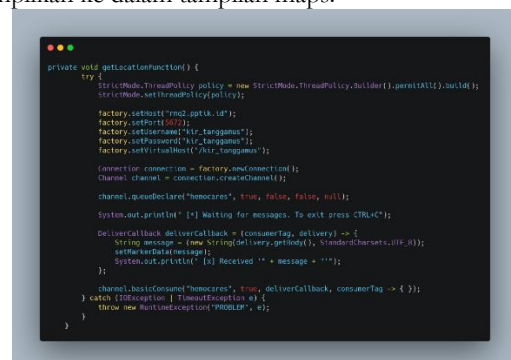 ke dalam tampilan maps.
private void getLocationFunction() {
try {
StrictMode.ThreadPolicy policy = new StrictMode.ThreadPolicy.Builder().permitAll().build();
StrictMode.setThreadPolicy(policy);
factory.setHost("rmq2.pptik.id");
factory.setPort(5672);
factory.setUsername("kir_tanggamus");
factory.setPassword("kir_tanggamus");
factory.setVirtualHost("/kir_tanggamus");
Connection connection = factory.newConnection();
Channel channel = connection.createChannel();
channel.queueDeclare("hemocares", true, false, false, null);
System.out.println(" [*] Waiting for messages. To exit press CTRL+C");
DeliverCallback deliverCallback = (consumerTag, delivery) -> {
String message = (new String(delivery.getBody(), StandardCharsets.UTF_8));
setMarkerData(message);
System.out.println(" [x] Received '" + message + "'");
};
channel.basicConsume("hemocares", true, deliverCallback, consumerTag -> { });
} catch (IOException | TimeoutException e) {
throw new RuntimeException("PROBLEM", e);
}
}